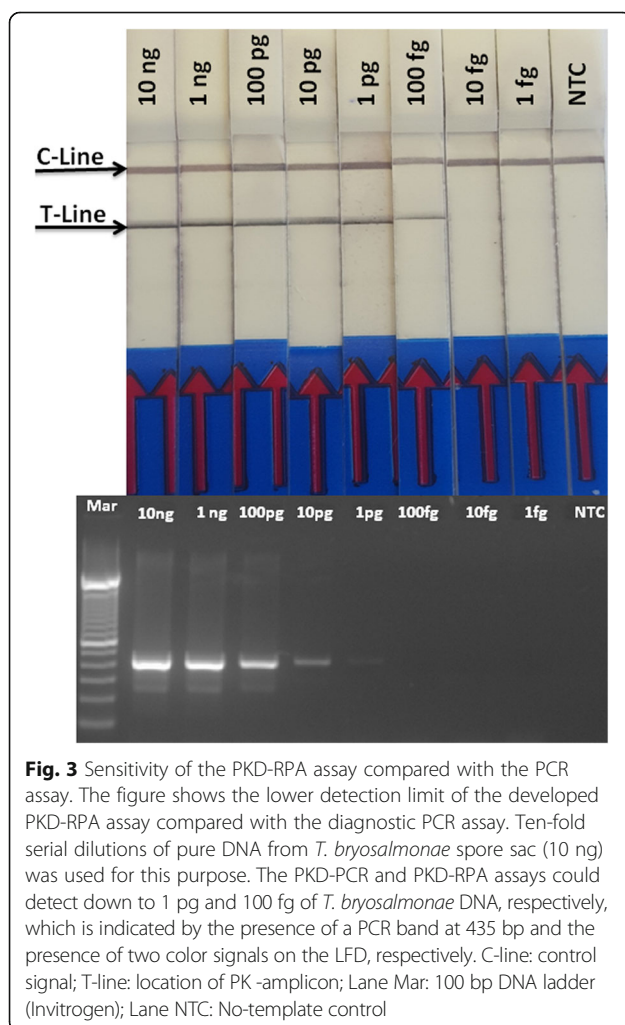 10 ng 1 ng 100 pg 10 pg 1 pg 100 fg 10 fg 1 fg NTC
C-Line
T-Line
Mar 10ng 1 ng 100pg 10pg 1pg 100fg 10fg 1fg NTC
Fig. 3 Sensitivity of the PKD-RPA assay compared with the PCR
assay. The figure shows the lower detection limit of the developed
PKD-RPA assay compared with the diagnostic PCR assay. Ten-fold
serial dilutions of pure DNA from T. bryosalmonae spore sac (10 ng)
was used for this purpose. The PKD-PCR and PKD-RPA assays could
detect down to 1 pg and 100 fg of T. bryosalmonae DNA, respectively,
which is indicated by the presence of a PCR band at 435 bp and the
presence of two color signals on the LFD, respectively. C-line: control
signal; T-line: location of PK -amplicon; Lane Mar: 100 bp DNA ladder
(Invitrogen); Lane NTC: No-template control